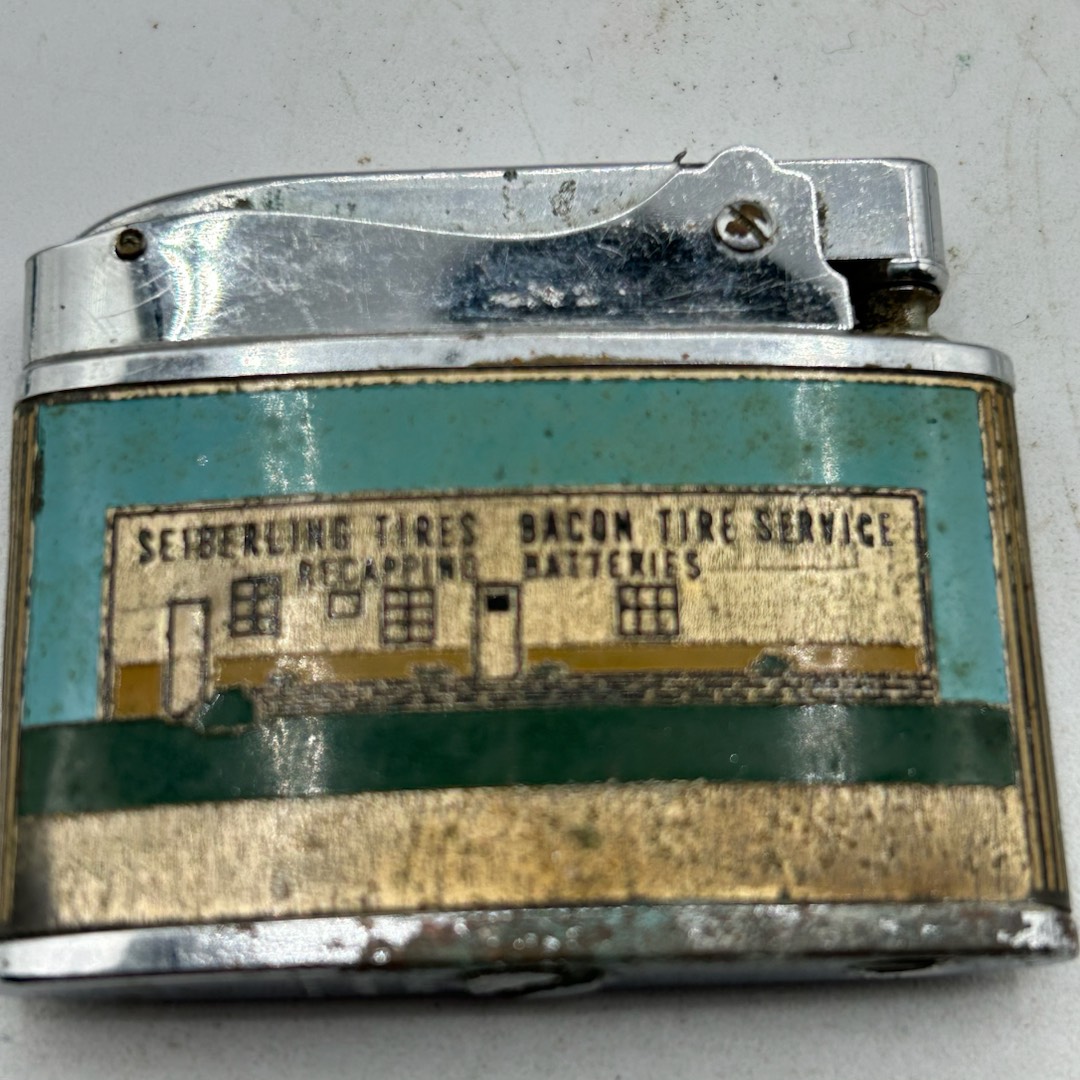 SEIBERLING TIRES BACON TIRE SERVICE
RECAPPING BATTERIES